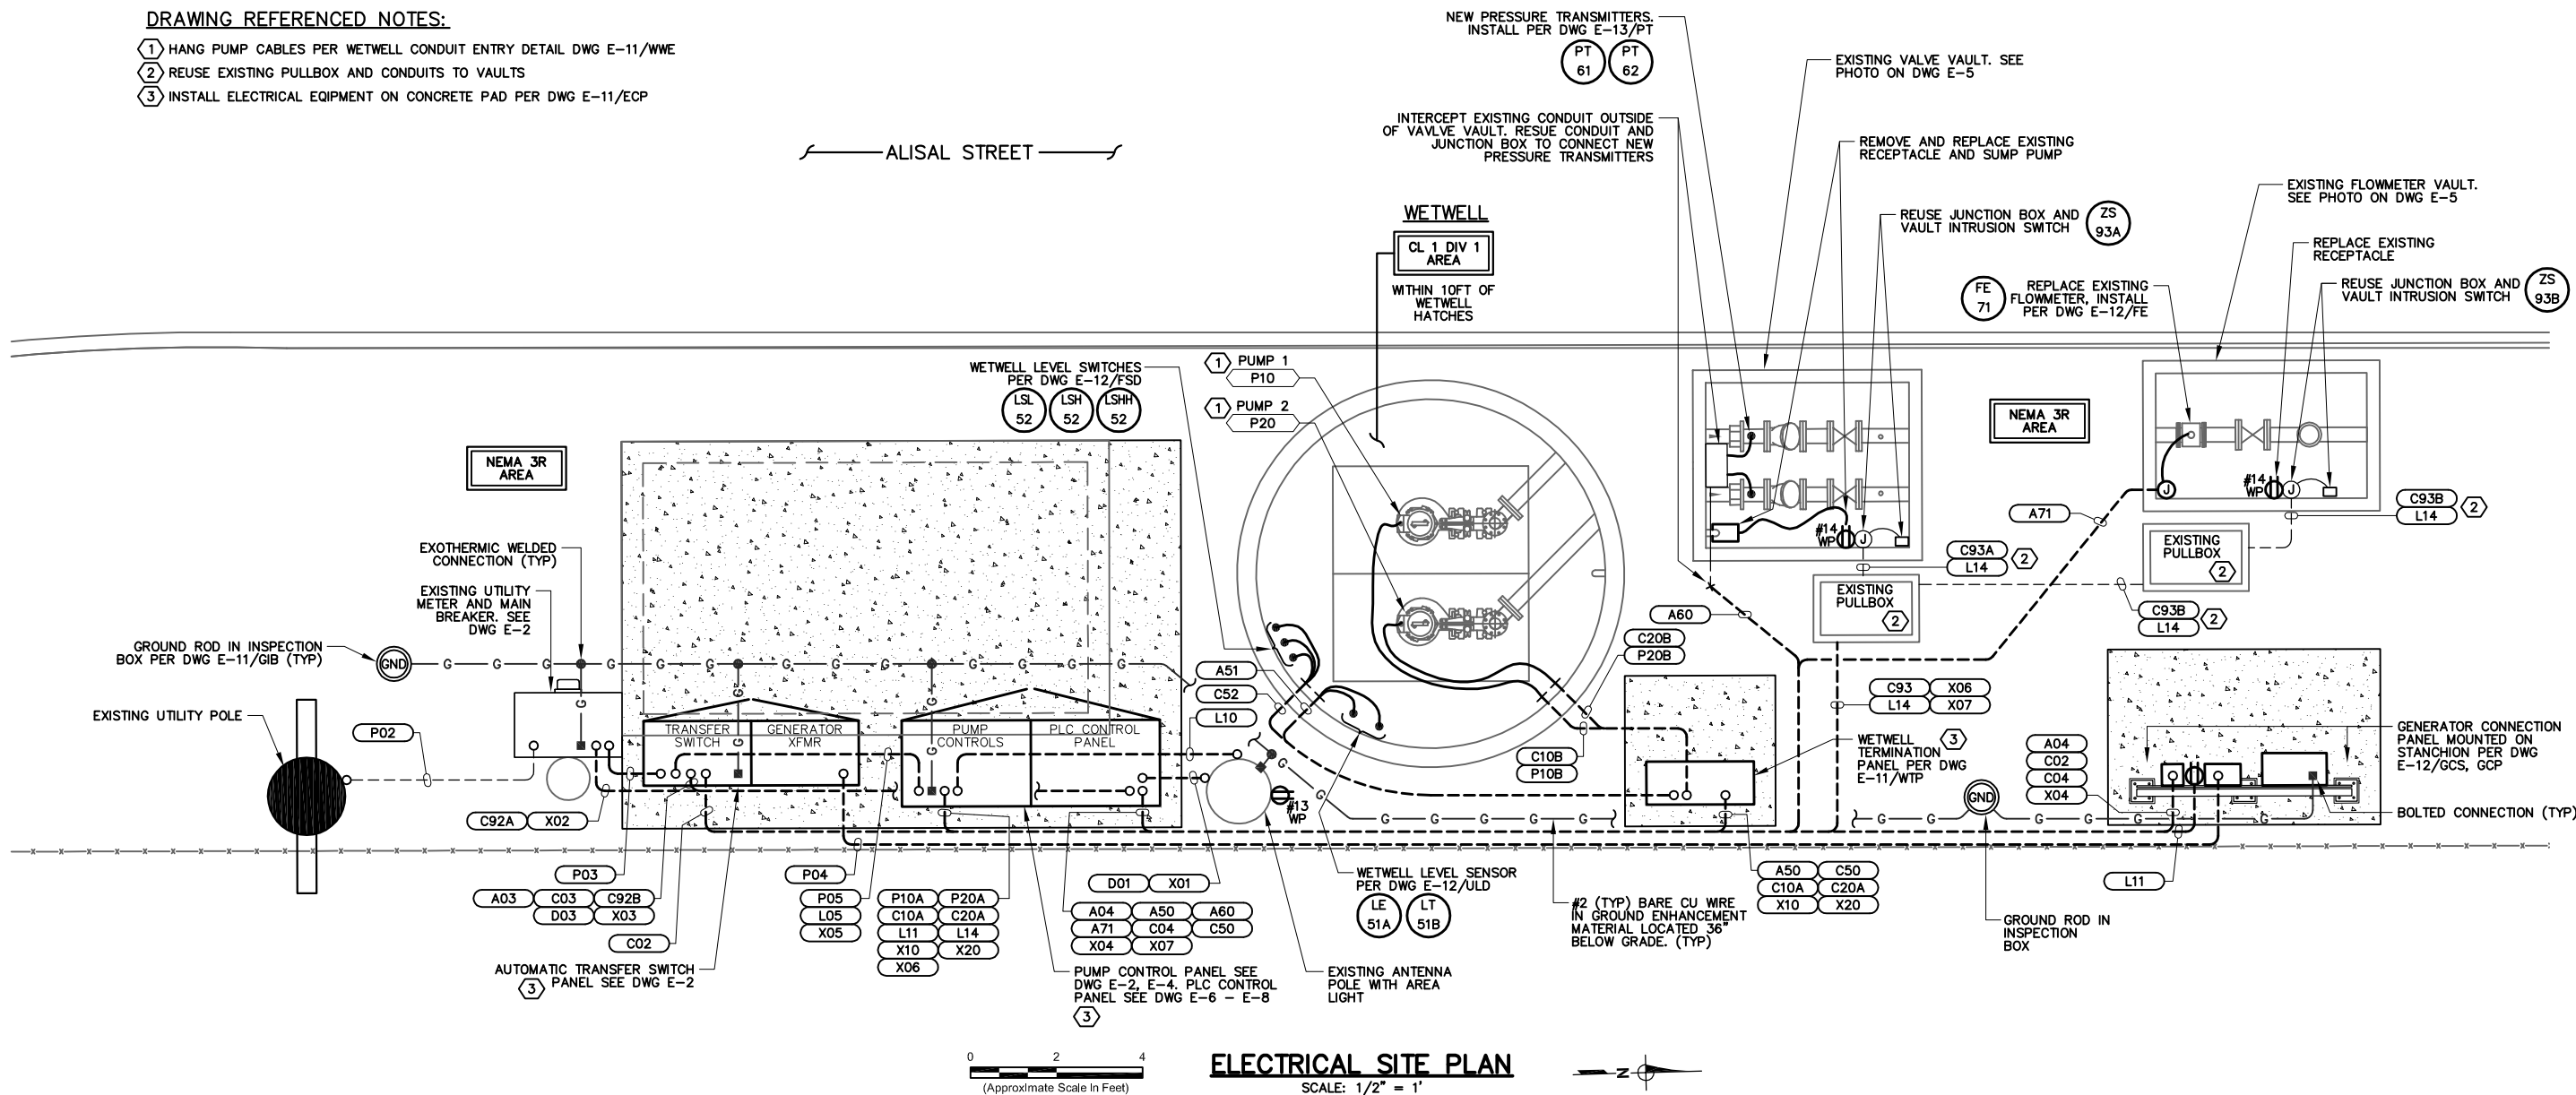 DRAWING REFERENCED NOTES:
1 HANG PUMP CABLES PER WETWELL CONDUIT ENTRY DETAIL DWG E-11/WWE
2 REUSE EXISTING PULLBOX AND CONDUITS TO VAULTS
3 INSTALL ELECTRICAL EQIPMENT ON CONCRETE PAD PER DWG E-11/ECP
ALISAL STREET
NEW PRESSURE TRANSMITTERS.
INSTALL PER DWG E-13/PT
PT
61
PT
62
EXISTING VALVE VAULT. SEE
PHOTO ON DWG E-5
INTERCEPT EXISTING CONDUIT OUTSIDE
OF VAVLVE VAULT. RESUE CONDUIT AND
JUNCTION BOX TO CONNECT NEW
PRESSURE TRANSMITTERS
REMOVE AND REPLACE EXISTING
RECEPTACLE AND SUMP PUMP
REUSE JUNCTION BOX AND
VAULT INTRUSION SWITCH
ZS
93A
EXISTING FLOWMETER VAULT.
SEE PHOTO ON DWG E-5
REPLACE EXISTING
RECEPTACLE
REUSE JUNCTION BOX AND
VAULT INTRUSION SWITCH
ZS
93B
FE
71
REPLACE EXISTING
FLOWMETER, INSTALL
PER DWG E-12/FE
WETWELL
CL 1 DIV 1
AREA
WITHIN 10FT OF
WETWELL
HATCHES
WETWELL LEVEL SWITCHES
PER DWG E-12/FSD
LSL
52
LSH
52
LSHH
52
1 PUMP 1
P10
1 PUMP 2
P20
NEMA 3R
AREA
NEMA 3R
AREA
EXOTHERMIC WELDED
CONNECTION (TYP)
EXISTING UTILITY
METER AND MAIN
BREAKER. SEE
DWG E-2
GROUND ROD IN INSPECTION
BOX PER DWG E-11/GIB (TYP)
GND
G G G G G G G G G G G G G
G
G
G
EXISTING UTILITY POLE
P02
TRANSFER
SWITCH
GENERATOR
XFMR
PUMP
CONTROLS
PLC CONTROL
PANEL
A51
C52
L10
#14
WP
J
J
#14
WP
J
C93B
L14
2
A71
C93A
L14
2
EXISTING
PULLBOX
2
EXISTING
PULLBOX
2
C93B
L14
2
A60
C20B
P20B
C93 X06
L14 X07
C10B
P10B
WETWELL 3
TERMINATION
PANEL PER DWG
E-11/WTP
A04
C02
C04
X04
GENERATOR CONNECTION
PANEL MOUNTED ON
STANCHION PER DWG
E-12/GCS, GCP
BOLTED CONNECTION (TYP)
GND
#13
WP
G
G G G G G
G G G G G
C92A X02
P03
A03 C03 C92B
D03 X03
C02
AUTOMATIC TRANSFER SWITCH
PANEL SEE DWG E-2
3
P04
P05
L05
X05
P10A P20A
C10A C20A
L11 L14
X10 X20
X06
D01 X01
A04 A50 A60
A71 C04 C50
X04 X07
PUMP CONTROL PANEL SEE
DWG E-2, E-4. PLC CONTROL
PANEL SEE DWG E-6 - E-8
3
WETWELL LEVEL SENSOR
PER DWG E-12/ULD
LE
51A
LT
51B
EXISTING ANTENNA
POLE WITH AREA
LIGHT
#2 (TYP) BARE CU WIRE
IN GROUND ENHANCEMENT
MATERIAL LOCATED 36"
BELOW GRADE. (TYP)
A50 C50
C10A C20A
X10 X20
GROUND ROD IN
INSPECTION
BOX
L11
0 2 4
(Approximate Scale In Feet)
ELECTRICAL SITE PLAN
SCALE: 1/2" = 1'
N